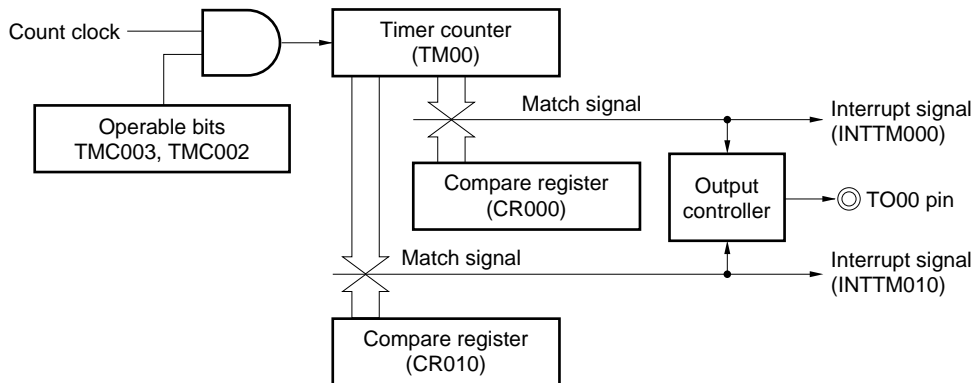 Count clock
Timer counter
(TM00)
Operable bits
TMC003, TMC002
Match signal
Interrupt signal
(INTTM000)
Compare register
(CR000)
Output
controller
TO00 pin
Match signal
Interrupt signal
(INTTM010)
Compare register
(CR010)